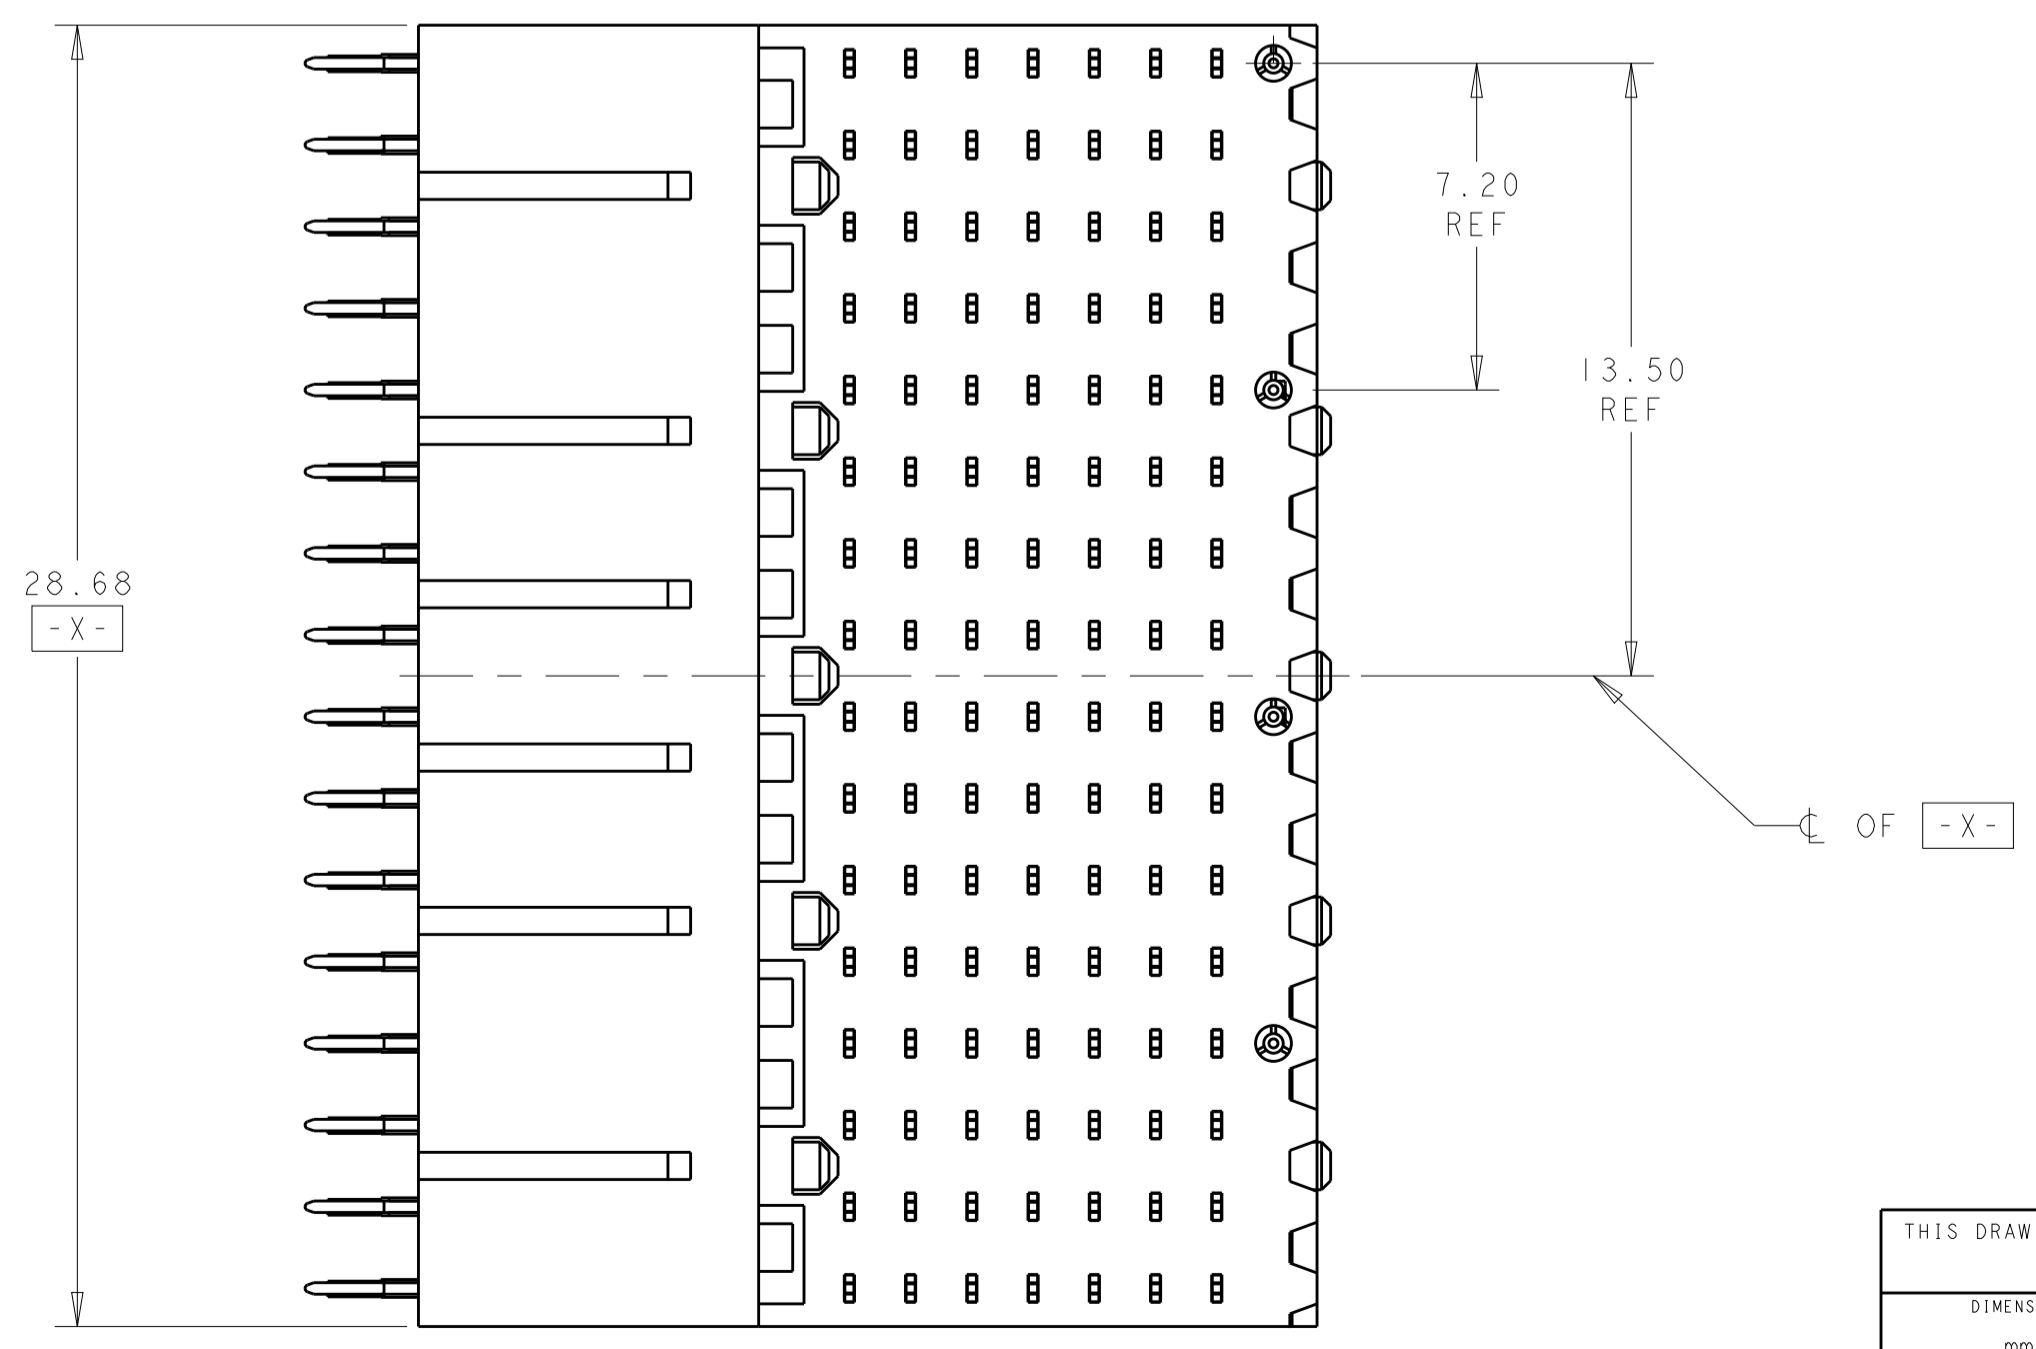 7.20
REF
13.50
REF
28.68
-X-
℄ OF -X-
THIS DRAW
DIMENS
mm